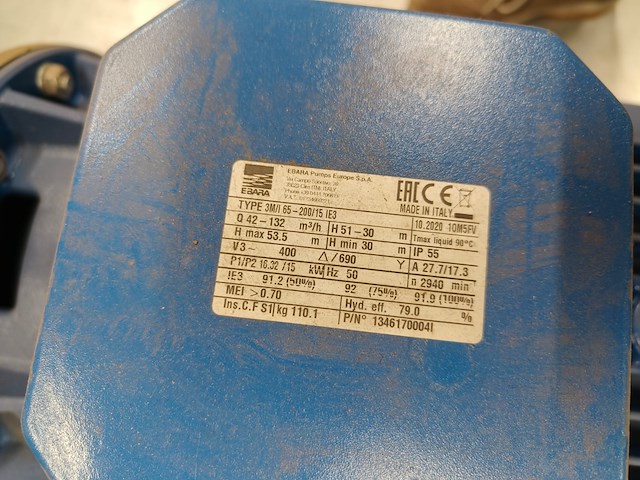 EBARA
EBARA Pumps Europe S.p.A.
ITALY
EAC CE
MADE IN ITALY
TYPE 3M/I 65-200/15 IE3
10.2020 10M5FV
Q 42-132 m³/h H 51-30 m Tmax liquid 90°C
H max 53.5 m H min 30 m IP 55
V3~ 400 △/690 Y A 27.7/17.3
P1/P2 16.32 /15 kW Hz 50 n 2940 min
IE3 91.2 (50%) 92 (75%) 91.9 (100%)
MEI >0.70 Hyd. eff. 79.0 %
Ins.C.F S1 kg 110.1 P/N° 1346170004I